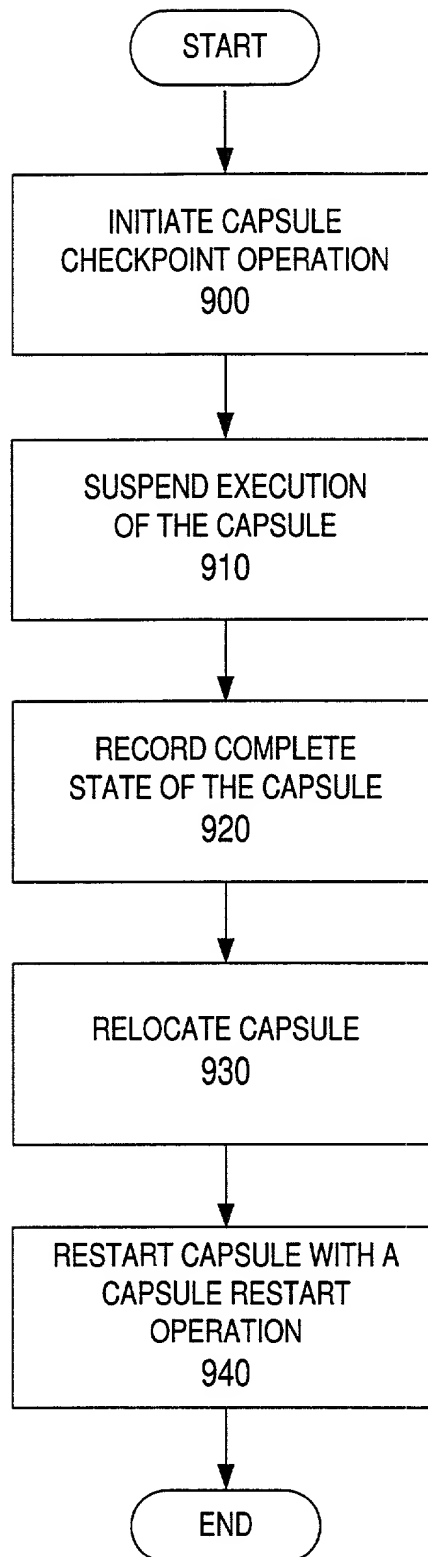 START
INITIATE CAPSULE
CHECKPOINT OPERATION
900
SUSPEND EXECUTION
OF THE CAPSULE
910
RECORD COMPLETE
STATE OF THE CAPSULE
920
RELOCATE CAPSULE
930
RESTART CAPSULE WITH A
CAPSULE RESTART
OPERATION
940
END